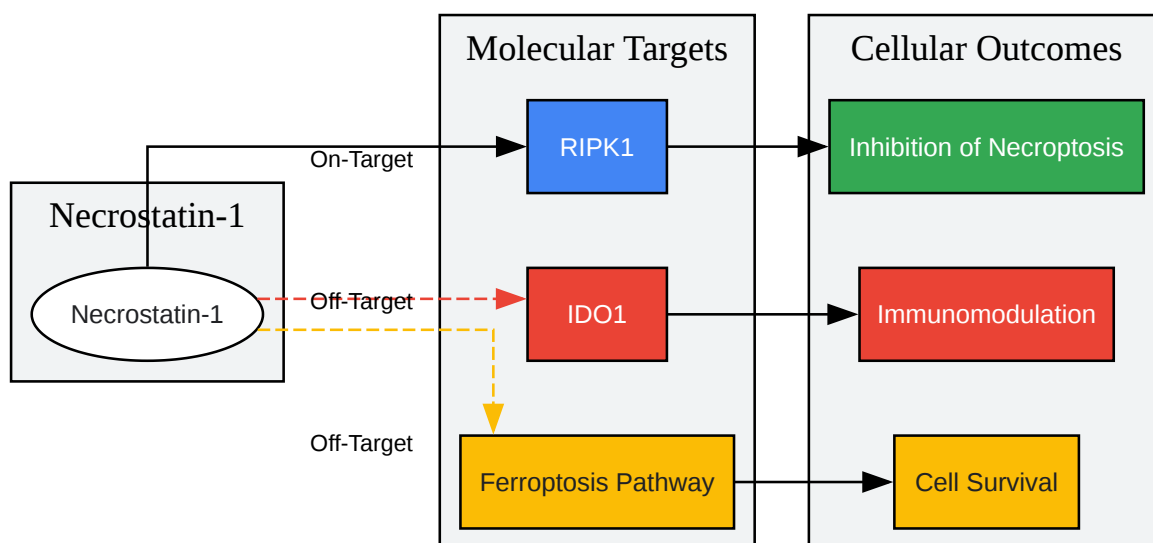 Molecular Targets
Cellular Outcomes
RIPK1
Inhibition of Necroptosis
On-Target
Necrostatin-1
Necrostatin-1
Off-Target
IDO1
Immunomodulation
Off-Target
Ferroptosis Pathway
Cell Survival